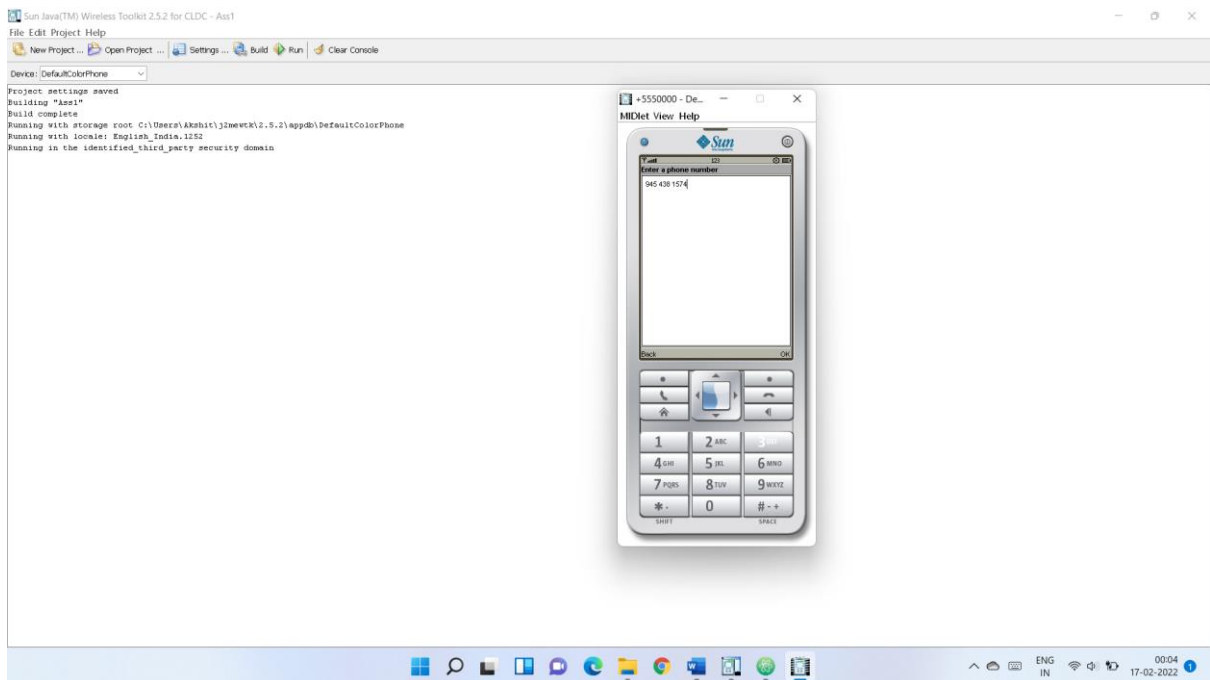 Sun Java(TM) Wireless Toolkit 2.5.2 for CLDC - Ass1
File Edit Project Help
New Project ... Open Project ... Settings ... Build Run Clear Console
Device: DefaultColorPhone
Project settings saved
Building "Ass1"
Build complete
Running with storage root C:\Users\Akshit\j2mewtk\2.5.2\appdb\DefaultColorPhone
Running with locale: English_India.1252
Running in the identified_third_party security domain
+5550000 - De...
MIDlet View Help
Sun
123
Enter a phone number
945 438 1574
Back OK
1 2 ABC 3
4 GHI 5 JKL 6 MNO
7 PQRS 8 TUV 9 WXYZ
* . 0 # - +
SHIFT SPACE
ENG
IN
00:04
17-02-2022
1